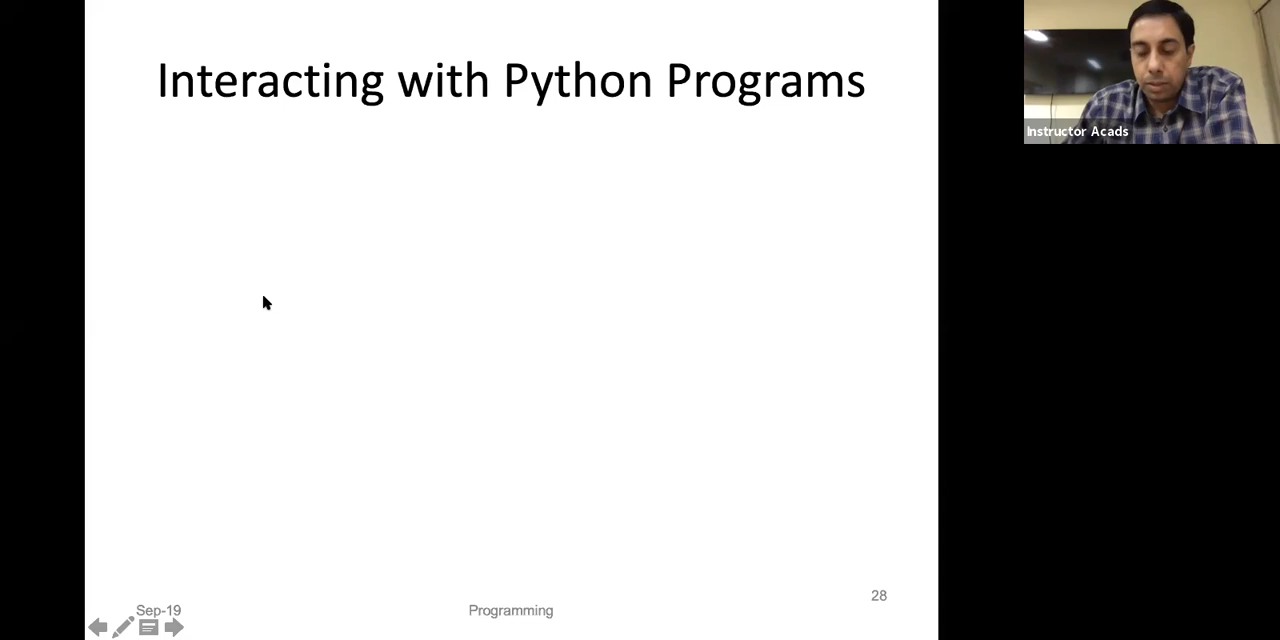 Interacting with Python Programs
Instructor Acads
28
Sep-19
Programming